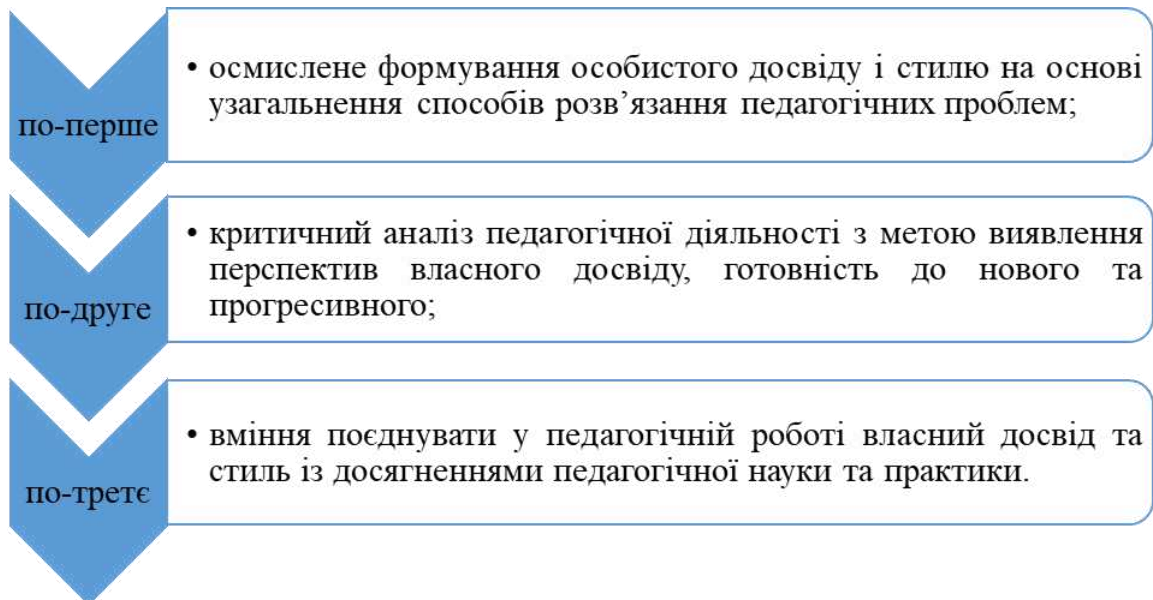 по-перше
• осмислене формування особистого досвіду і стилю на основі
узагальнення способів розв’язання педагогічних проблем;
по-друге
• критичний аналіз педагогічної діяльності з метою виявлення
перспектив власного досвіду, готовність до нового та
прогресивного;
по-третє
• вміння поєднувати у педагогічній роботі власний досвід та
стиль із досягненнями педагогічної науки та практики.